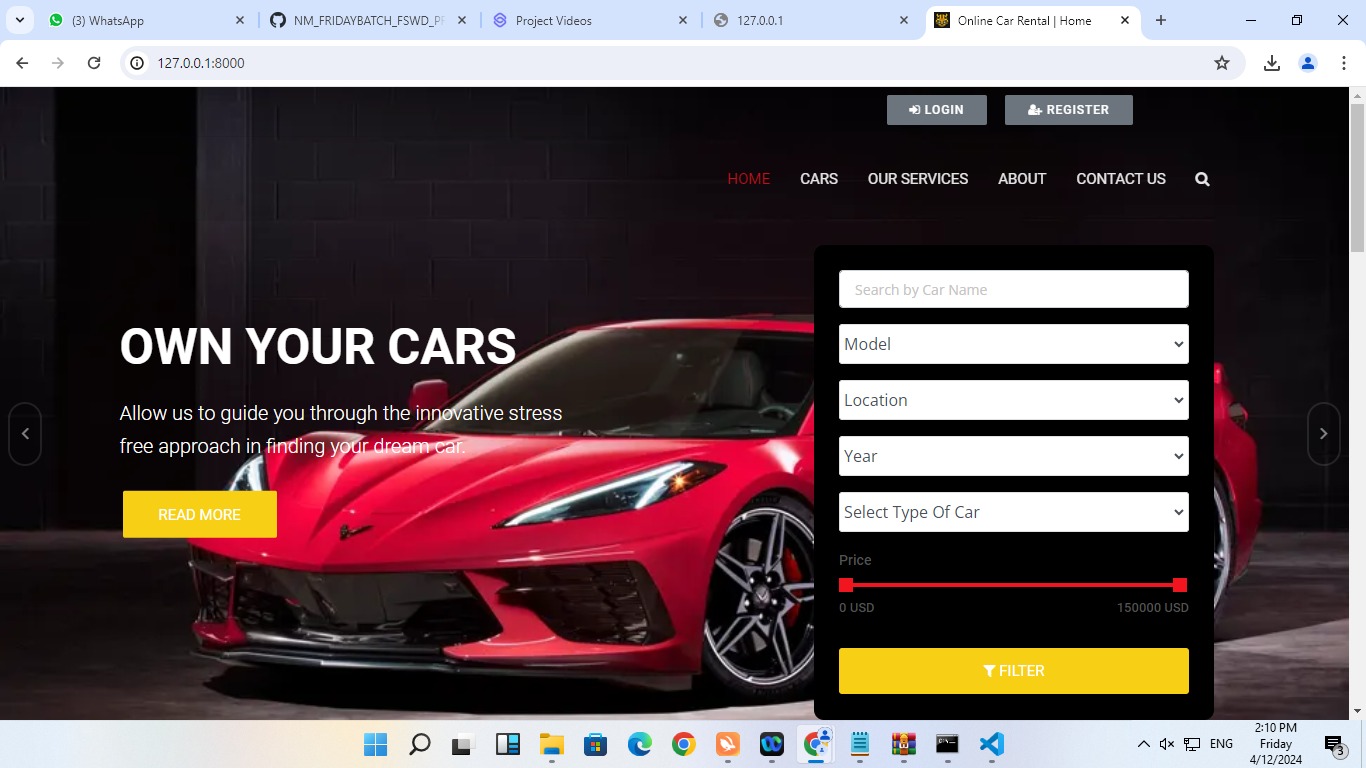 (3) WhatsApp
NM_FRIDAYBATCH_FSWD_PF
Project Videos
127.0.0.1
Online Car Rental | Home
127.0.0.1:8000
LOGIN
REGISTER
HOME
CARS
OUR SERVICES
ABOUT
CONTACT US
Search by Car Name
Model
OWN YOUR CARS
Location
Allow us to guide you through the innovative stress
free approach in finding your dream car.
Year
READ MORE
Select Type Of Car
Price
0 USD
150000 USD
FILTER
ENG
2:10 PM
Friday
4/12/2024
3